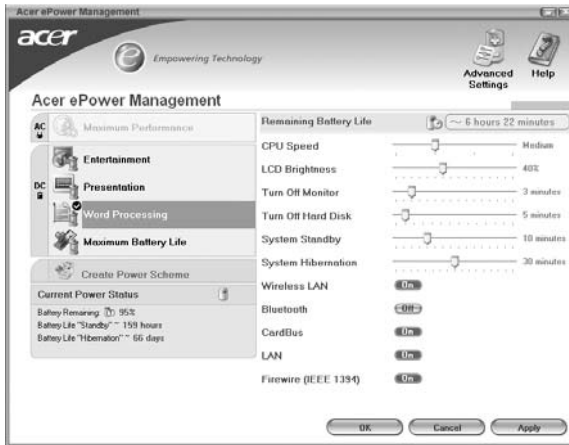 Acer ePower Management
acer
e Empowering Technology
Advanced Settings
Help
Acer ePower Management
AC
Maximum Performance
DC
Entertainment
Presentation
Word Processing
Maximum Battery Life
Create Power Scheme
Current Power Status
Battery Remaining: 95%
Battery Life "Standby" ~ 159 hours
Battery Life "Hibernation" ~ 66 days
Remaining Battery Life ~ 6 hours 22 minutes
CPU Speed Medium
LCD Brightness 40%
Turn Off Monitor 3 minutes
Turn Off Hard Disk 5 minutes
System Standby 10 minutes
System Hibernation 30 minutes
Wireless LAN On
Bluetooth Off
CardBus On
LAN On
Firewire (IEEE 1394) On
OK Cancel Apply